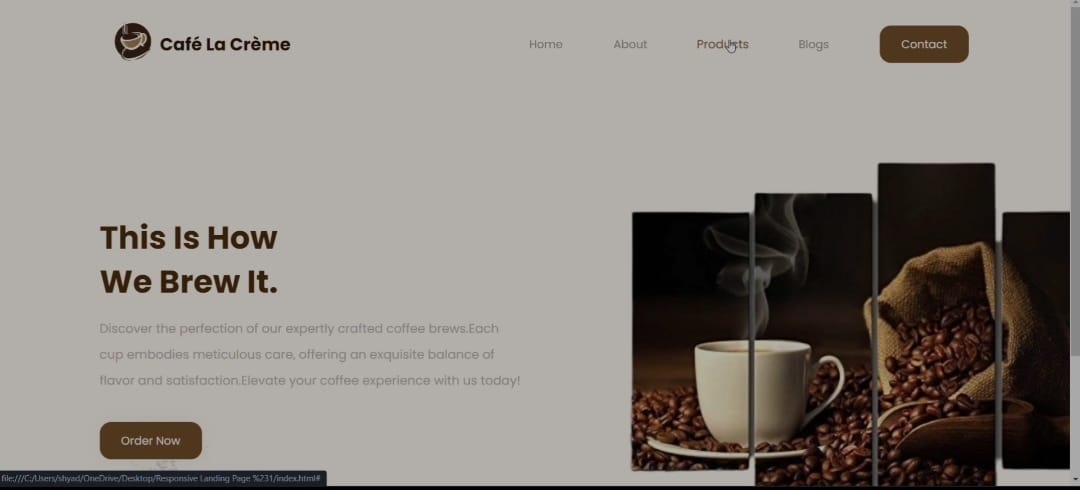 Café La Crème
Home
About
Products
Blogs
Contact
This Is How
We Brew It.
Discover the perfection of our expertly crafted coffee brews.Each
cup embodies meticulous care, offering an exquisite balance of
flavor and satisfaction.Elevate your coffee experience with us today!
Order Now
file:///C:/Users/shyad/OneDrive/Desktop/Responsive Landing Page %231/index.html#